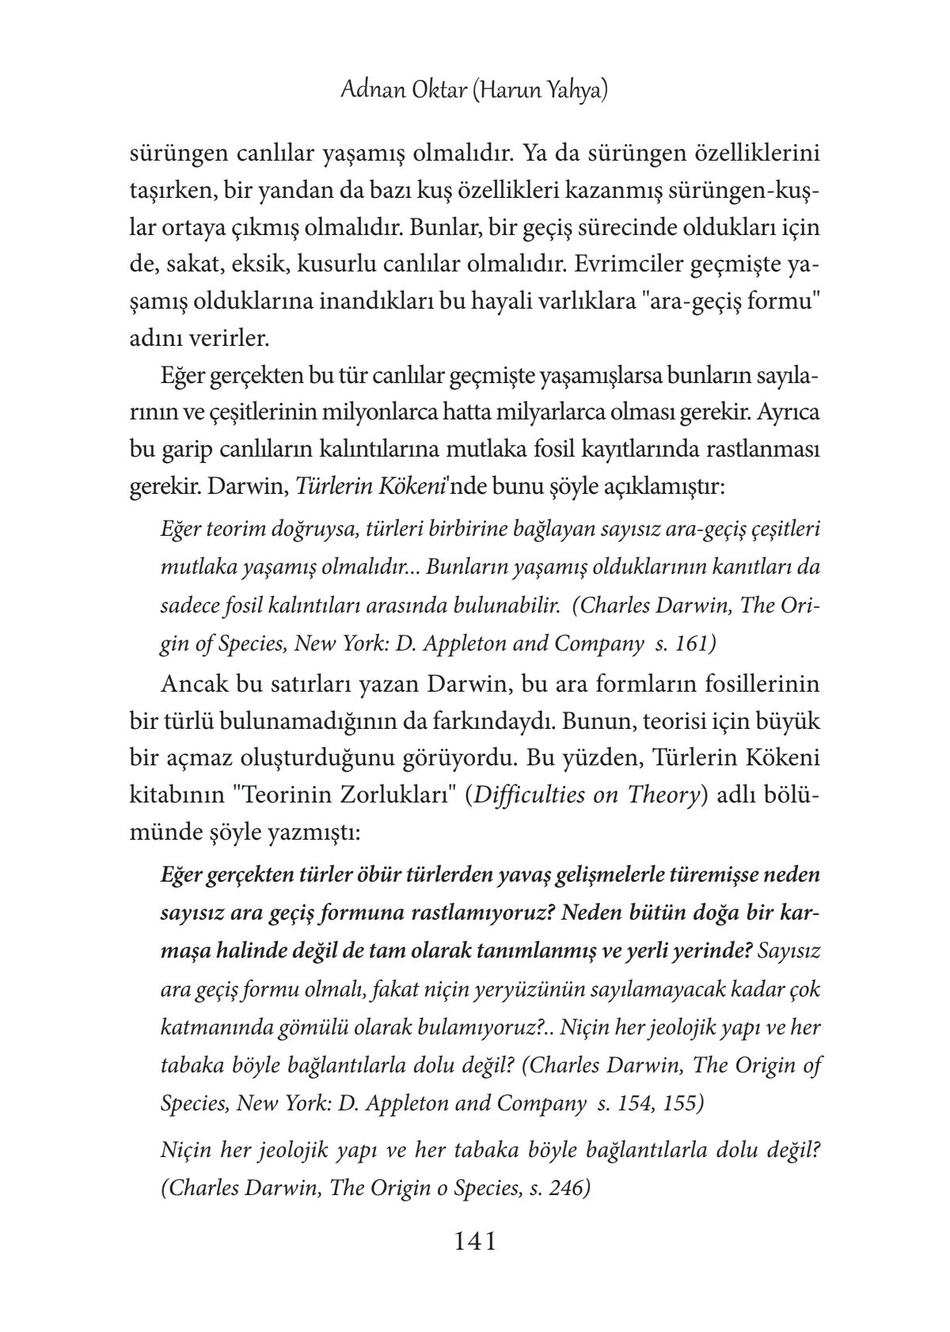 Adnan Oktar (Harun Yahya)
sürüngen canlılar yaşamış olmalıdır. Ya da sürüngen özelliklerini
taşırken, bir yandan da bazı kuş özellikleri kazanmış sürüngen-kuş-
lar ortaya çıkmış olmalıdır. Bunlar, bir geçiş sürecinde oldukları için
de, sakat, eksik, kusurlu canlılar olmalıdır. Evrimciler geçmişte ya-
şamış olduklarına inandıkları bu hayali varlıklara "ara-geçiş formu"
adını verirler.
Eğer gerçekten bu tür canlılar geçmişte yaşamışlarsa bunların sayıla-
rının ve çeşitlerinin milyonlarca hatta milyarlarca olması gerekir. Ayrıca
bu garip canlıların kalıntılarına mutlaka fosil kayıtlarında rastlanması
gerekir. Darwin, Türlerin Kökeni'nde bunu şöyle açıklamıştır:
Eğer teorim doğruysa, türleri birbirine bağlayan sayısız ara-geçiş çeşitleri
mutlaka yaşamış olmalıdır... Bunların yaşamış olduklarının kanıtları da
sadece fosil kalıntıları arasında bulunabilir. (Charles Darwin, The Ori-
gin of Species, New York: D. Appleton and Company s. 161)
Ancak bu satırları yazan Darwin, bu ara formların fosillerinin
bir türlü bulunamadığının da farkındaydı. Bunun, teorisi için büyük
bir açmaz oluşturduğunu görüyordu. Bu yüzden, Türlerin Kökeni
kitabının "Teorinin Zorlukları" (Difficulties on Theory) adlı bölü-
münde şöyle yazmıştı:
Eğer gerçekten türler öbür türlerden yavaş gelişmelerle türemişse neden
sayısız ara geçiş formuna rastlamıyoruz? Neden bütün doğa bir kar-
maşa halinde değil de tam olarak tanımlanmış ve yerli yerinde? Sayısız
ara geçiş formu olmalı, fakat niçin yeryüzünün sayılamayacak kadar çok
katmanında gömülü olarak bulamıyoruz?.. Niçin her jeolojik yapı ve her
tabaka böyle bağlantılarla dolu değil? (Charles Darwin, The Origin of
Species, New York: D. Appleton and Company s. 154, 155)
Niçin her jeolojik yapı ve her tabaka böyle bağlantılarla dolu değil?
(Charles Darwin, The Origin o Species, s. 246)
141